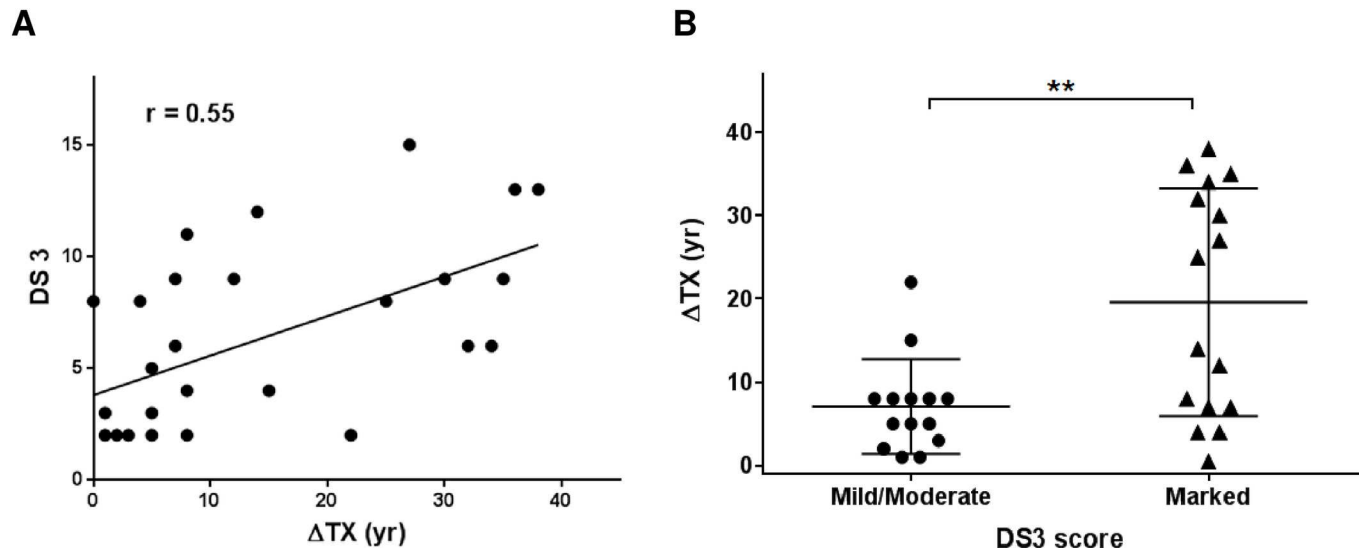 A
r = 0.55
15
10
5
0
DS 3
0 10 20 30 40
ΔTX (yr)
B
**
40
30
20
10
0
ΔTX (yr)
Mild/Moderate Marked
DS3 score